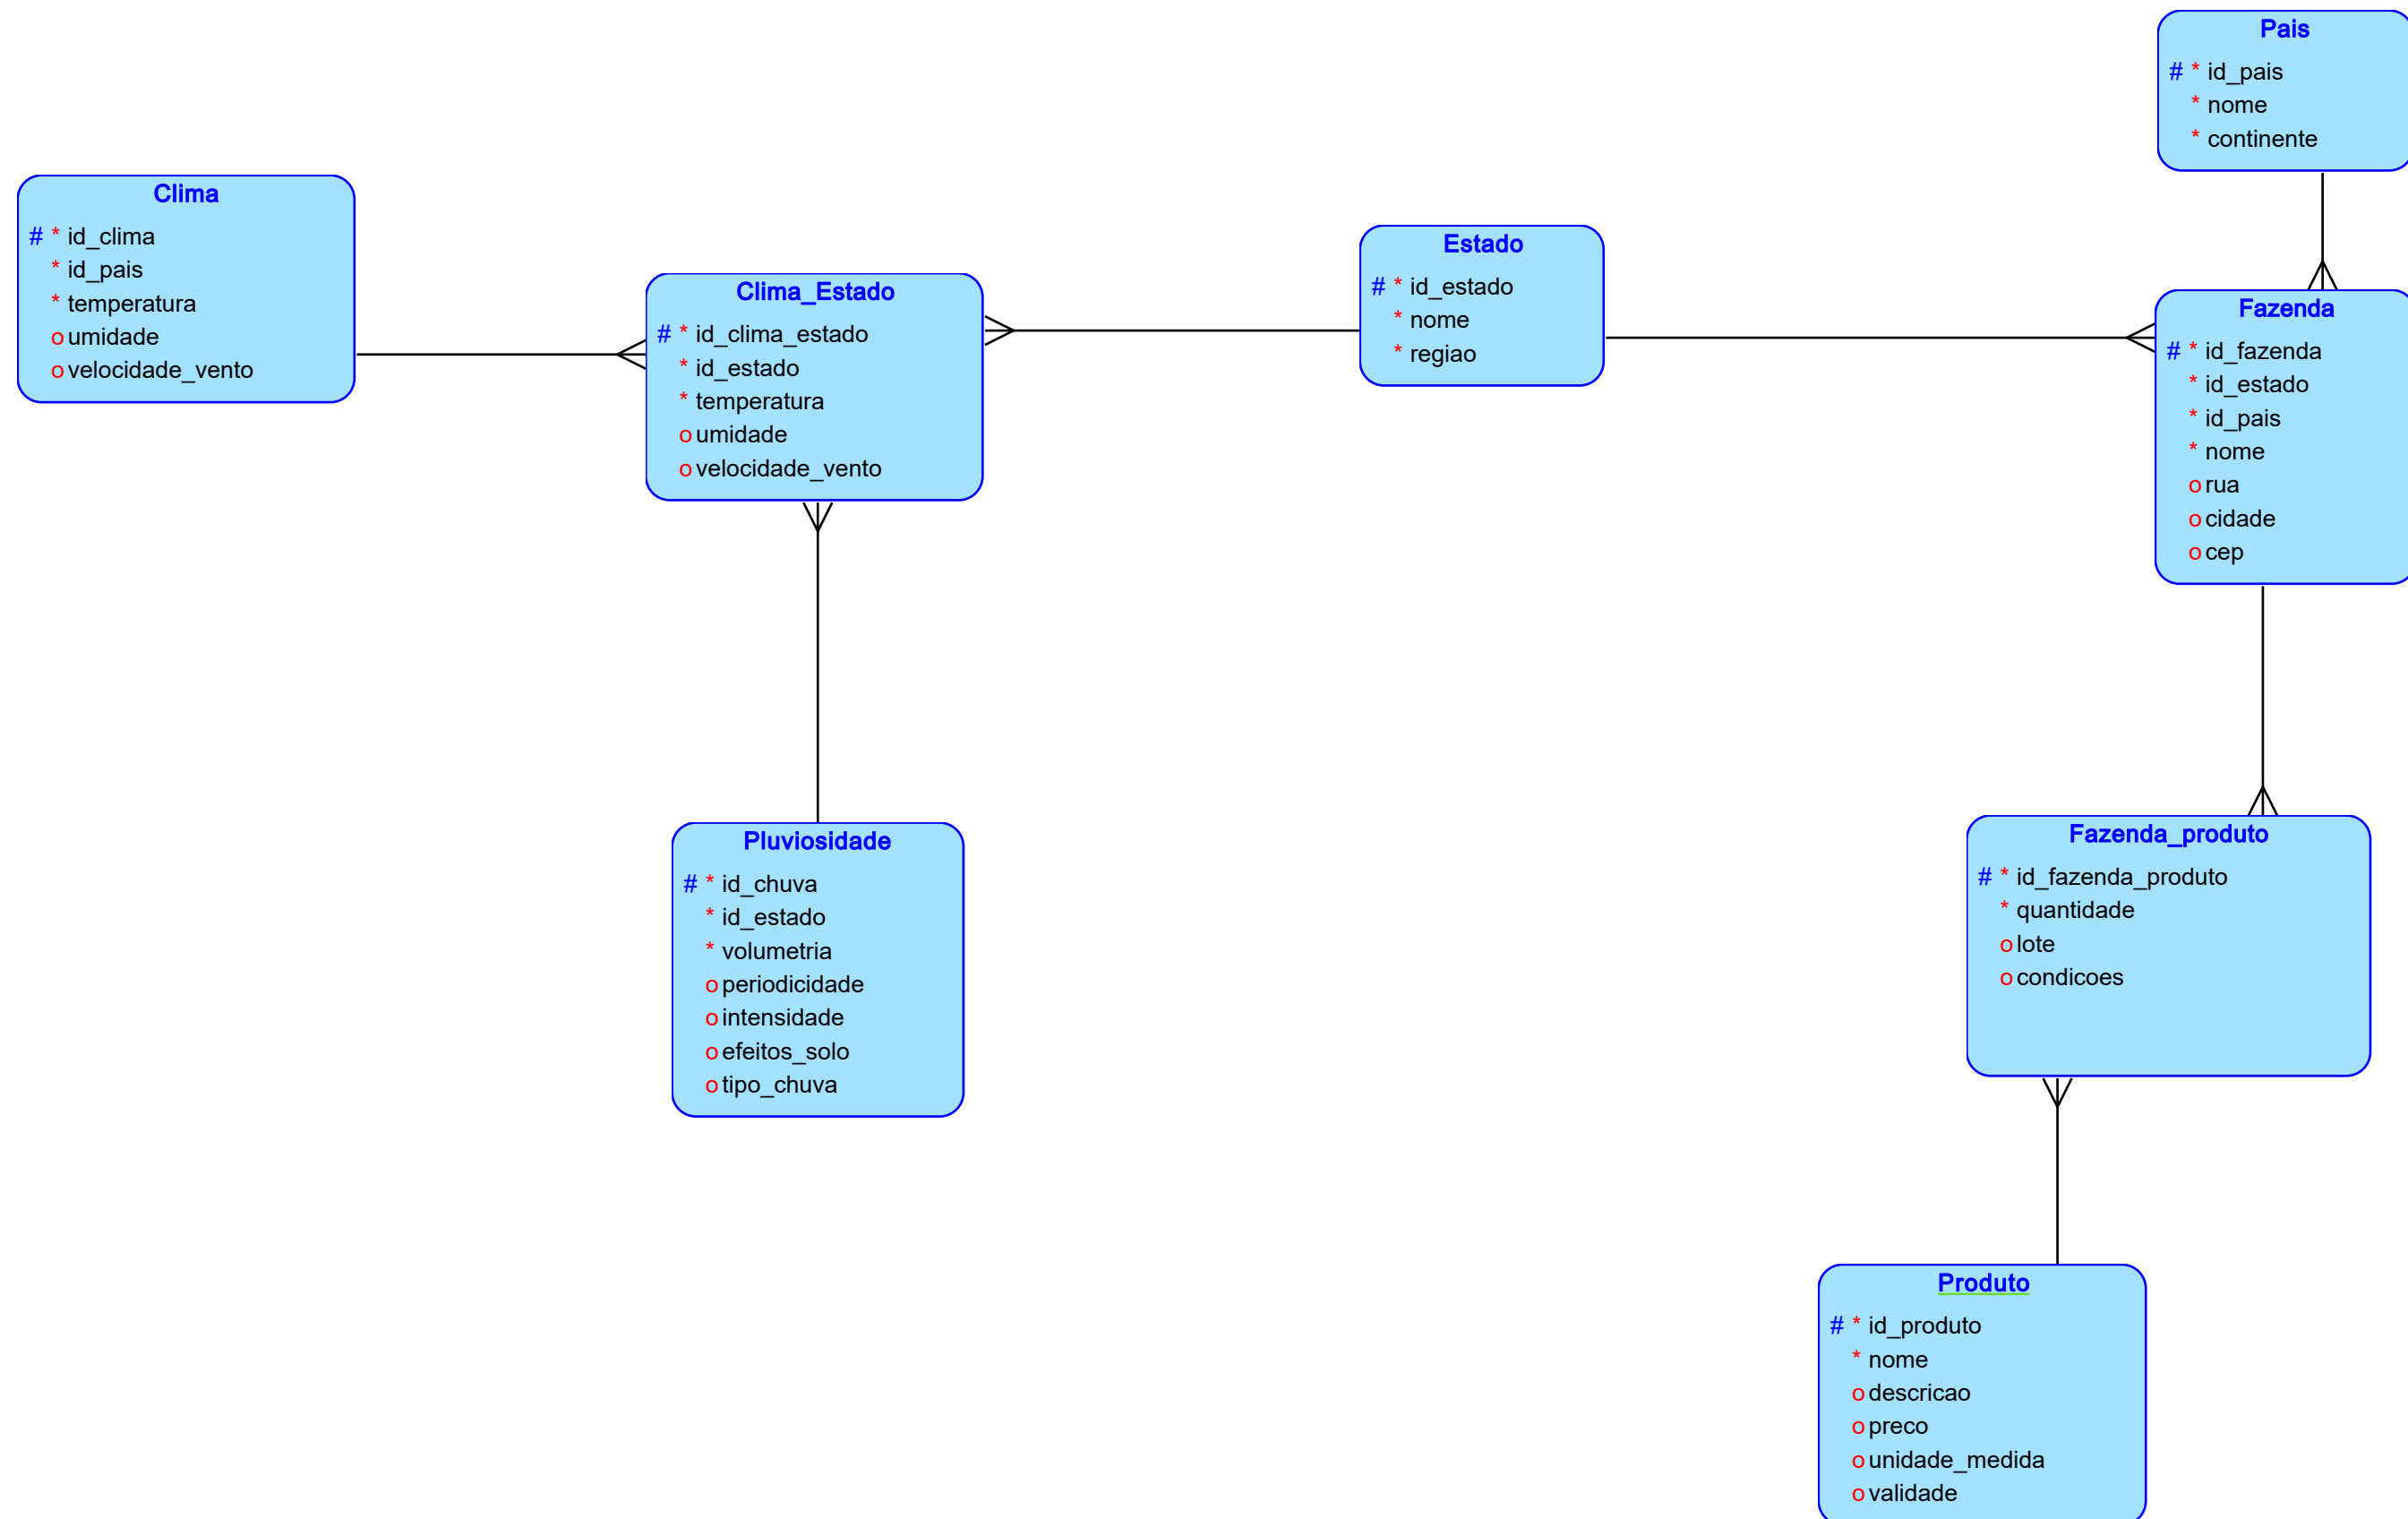 Pais
# * id_pais
* nome
* continente
Clima
# * id_clima
* id_pais
* temperatura
o umidade
o velocidade_vento
Clima_Estado
# * id_clima_estado
* id_estado
* temperatura
o umidade
o velocidade_vento
Estado
# * id_estado
* nome
* regiao
Fazenda
# * id_fazenda
* id_estado
* id_pais
* nome
o rua
o cidade
o cep
Pluviosidade
# * id_chuva
* id_estado
* volumetria
o periodicidade
o intensidade
o efeitos_solo
o tipo_chuva
Fazenda_produto
# * id_fazenda_produto
* quantidade
o lote
o condicoes
Produto
# * id_produto
* nome
o descricao
o preco
o unidade_medida
o validade